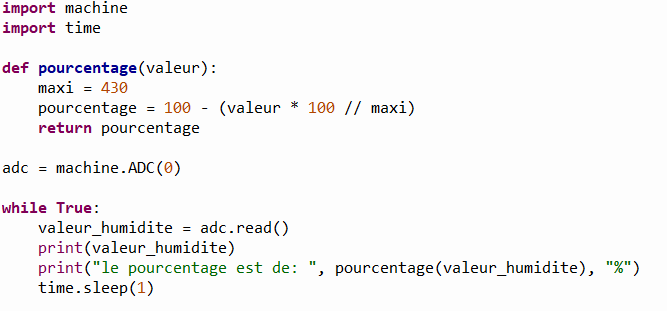 import machine
import time
def pourcentage(valeur):
    maxi = 430
    pourcentage = 100 - (valeur * 100 // maxi)
    return pourcentage
adc = machine.ADC(0)
while True:
    valeur_humidite = adc.read()
    print(valeur_humidite)
    print("le pourcentage est de: ", pourcentage(valeur_humidite), "%")
    time.sleep(1)